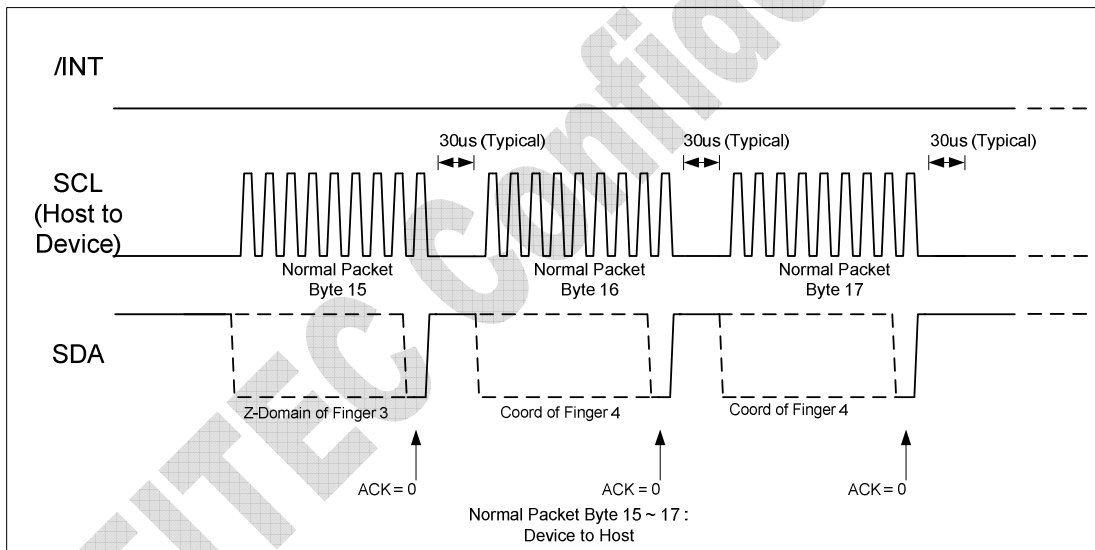 /INT
30us (Typical)
30us (Typical)
30us (Typical)
SCL
(Host to
Device)
Normal Packet
Byte 15
Normal Packet
Byte 16
Normal Packet
Byte 17
SDA
Z-Domain of Finger 3
Coord of Finger 4
Coord of Finger 4
ACK = 0
ACK = 0
ACK = 0
Normal Packet Byte 15 ~ 17 :
Device to Host